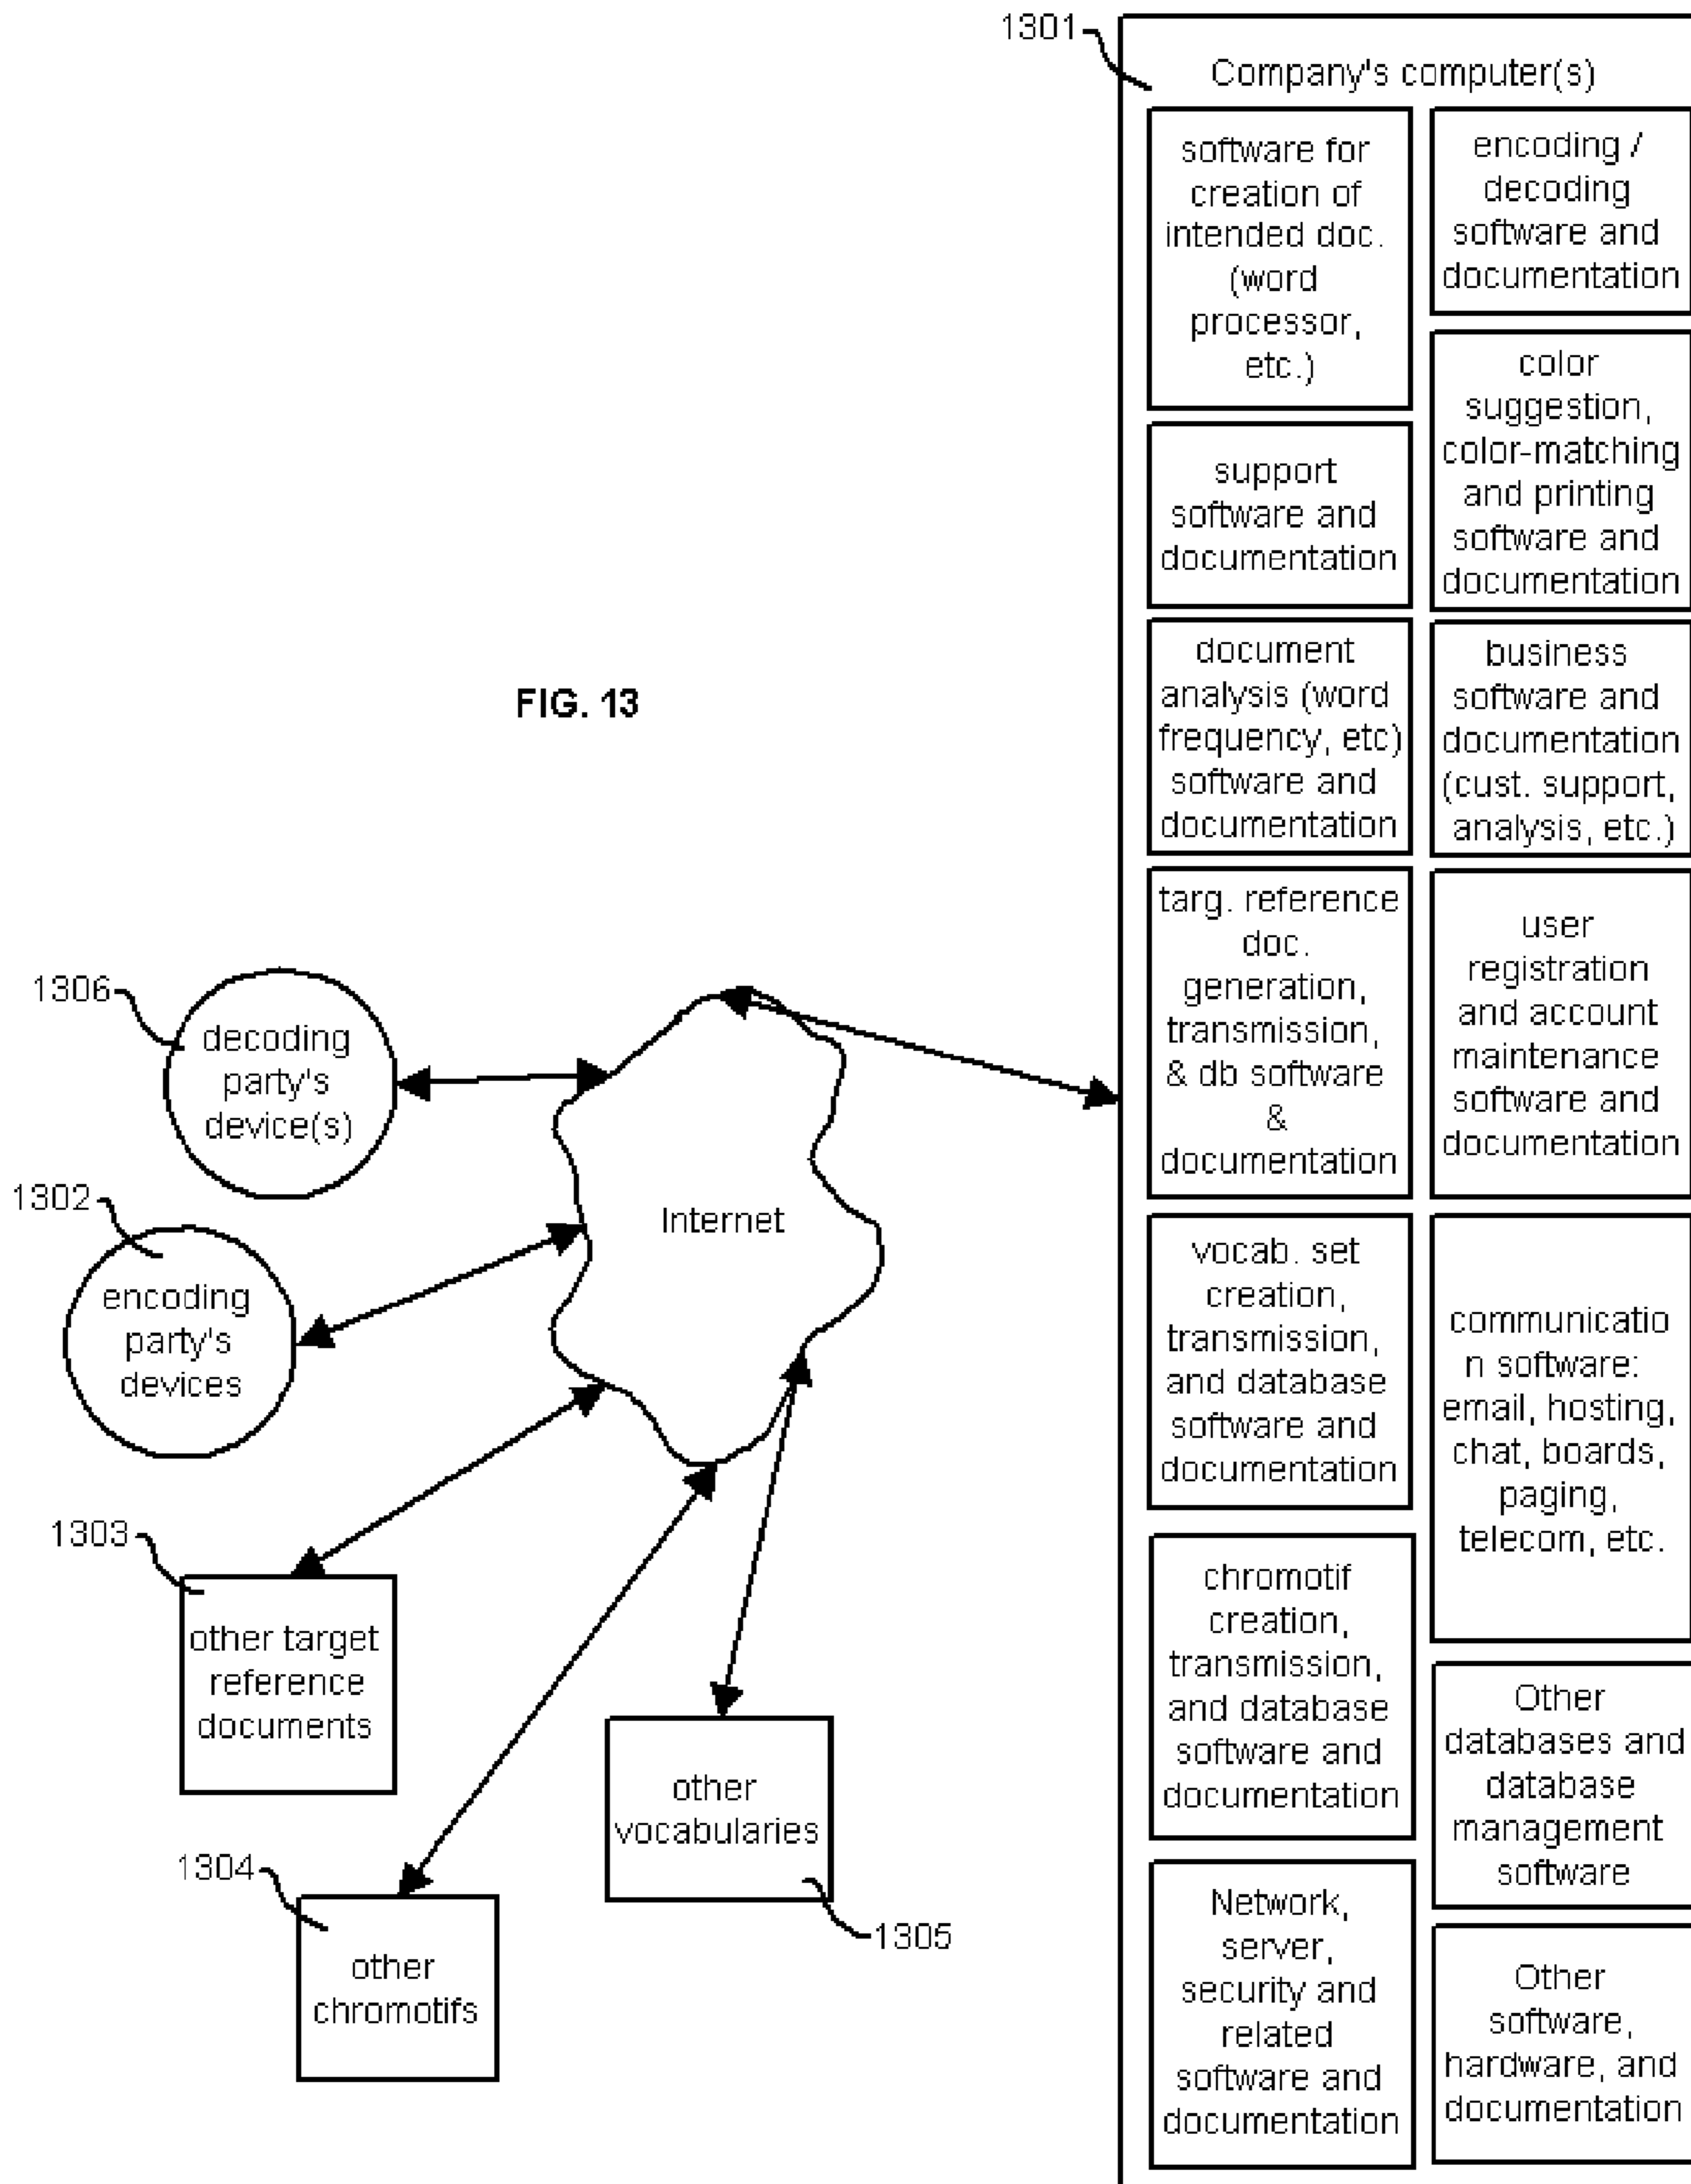 1301
Company's computer(s)
software for
creation of
intended doc.
(word
processor,
etc.)
encoding /
decoding
software and
documentation
support
software and
documentation
color
suggestion,
color-matching
and printing
software and
documentation
document
analysis (word
frequency, etc)
software and
documentation
business
software and
documentation
(cust. support,
analysis, etc.)
targ. reference
doc.
generation,
transmission,
& db software
&
documentation
user
registration
and account
maintenance
software and
documentation
vocab. set
creation,
transmission,
and database
software and
documentation
communicatio
n software:
email, hosting,
chat, boards,
paging,
telecom, etc.
chromotif
creation,
transmission,
and database
software and
documentation
Other
databases and
database
management
software
Network,
server,
security and
related
software and
documentation
Other
software,
hardware, and
documentation
FIG. 13
1306
decoding
party's
device(s)
Internet
1302
encoding
party's
devices
1303
other target
reference
documents
other
vocabularies
1305
1304
other
chromotifs